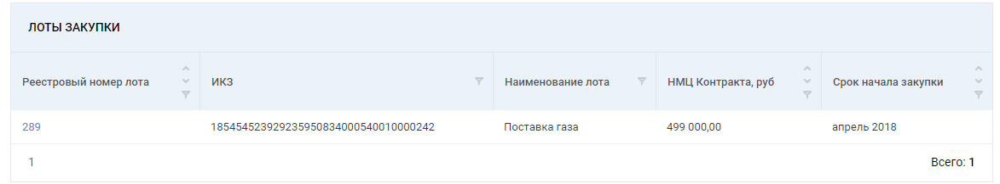 ЛОТЫ ЗАКУПКИ
Реестровый номер лота ИКЗ Наименование лота НМЦ Контракта, руб Срок начала закупки
289 185454523929235950834000540010000242 Поставка газа 499 000,00 апрель 2018
1 Всего: 1